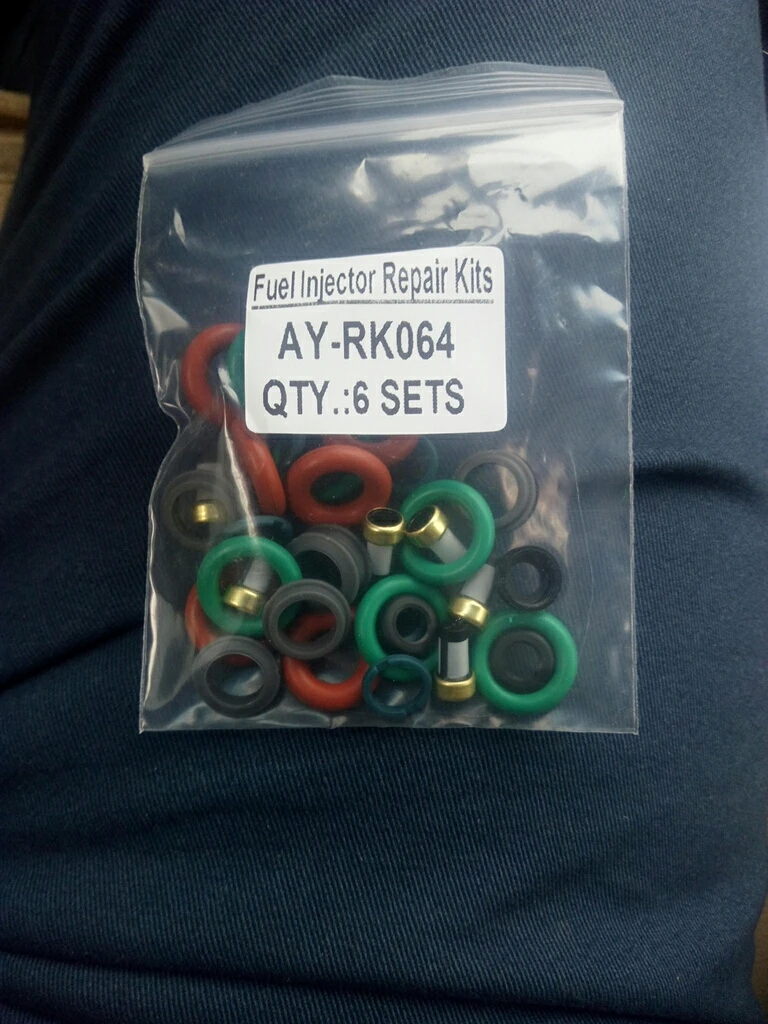 Fuel Injector Repair Kits
AY-RK064
QTY.:6 SETS